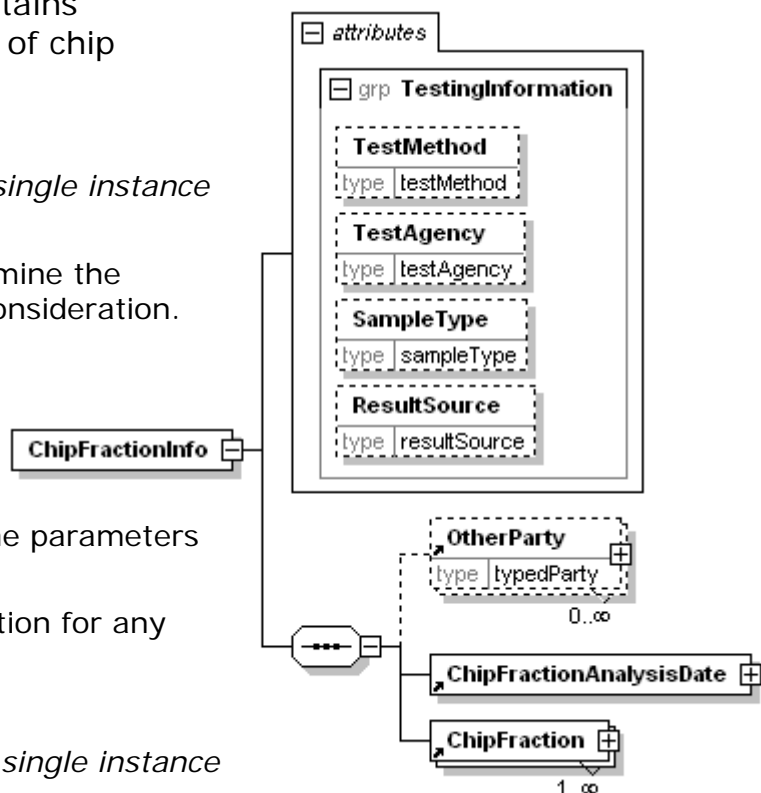 tains
of chip
single instance
mine the
onsideration.
ne parameters
tion for any
single instance
attributes
grp TestingInformation
TestMethod
type testMethod
TestAgency
type testAgency
SampleType
type sampleType
ResultSource
type resultSource
ChipFractionInfo
OtherParty
type typedParty
0..∞
ChipFractionAnalysisDate
ChipFraction
1..∞